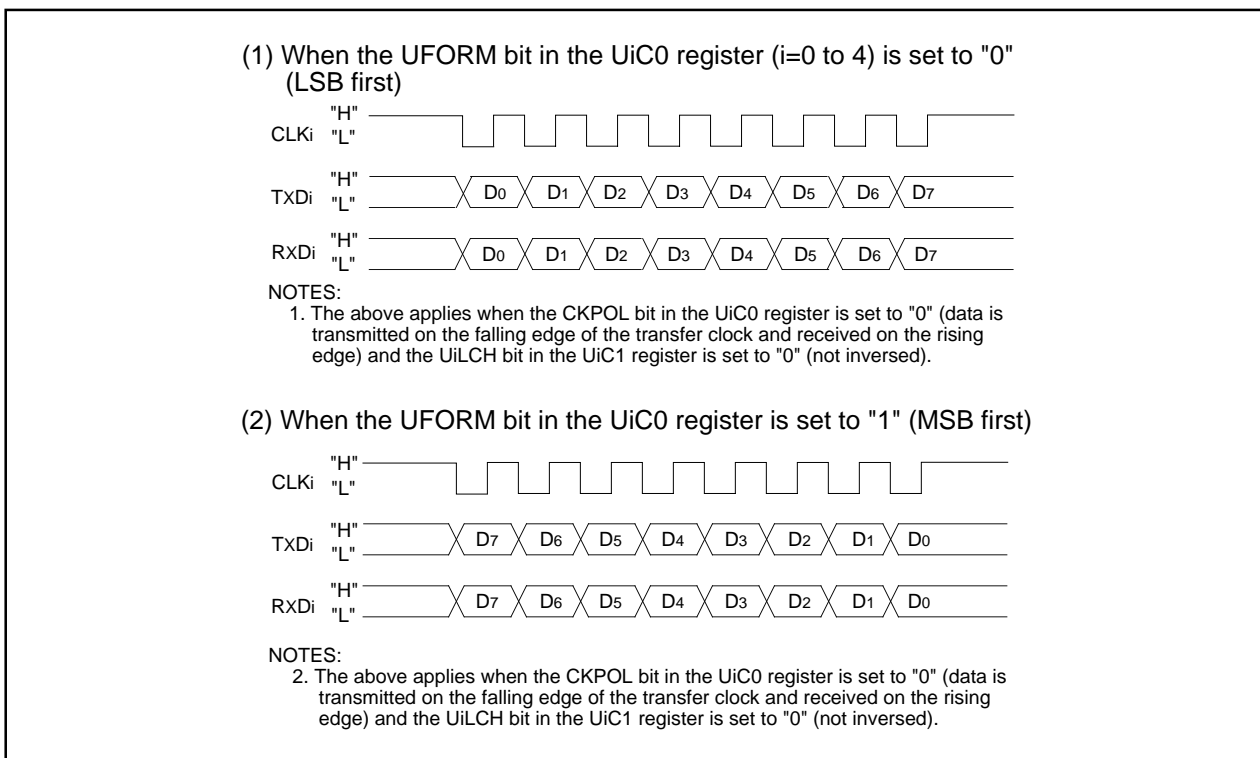 (1) When the UFORM bit in the UiC0 register (i=0 to 4) is set to "0"
(LSB first)
"H"
CLKi "L"
"H"
TXDi "L"
D0 D1 D2 D3 D4 D5 D6 D7
"H"
RXDi "L"
D0 D1 D2 D3 D4 D5 D6 D7
NOTES:
1. The above applies when the CKPOL bit in the UiC0 register is set to "0" (data is
transmitted on the falling edge of the transfer clock and received on the rising
edge) and the UiLCH bit in the UiC1 register is set to "0" (not inversed).
(2) When the UFORM bit in the UiC0 register is set to "1" (MSB first)
"H"
CLKi "L"
"H"
TXDi "L"
D7 D6 D5 D4 D3 D2 D1 D0
"H"
RXDi "L"
D7 D6 D5 D4 D3 D2 D1 D0
NOTES:
2. The above applies when the CKPOL bit in the UiC0 register is set to "0" (data is
transmitted on the falling edge of the transfer clock and received on the rising
edge) and the UiLCH bit in the UiC1 register is set to "0" (not inversed).